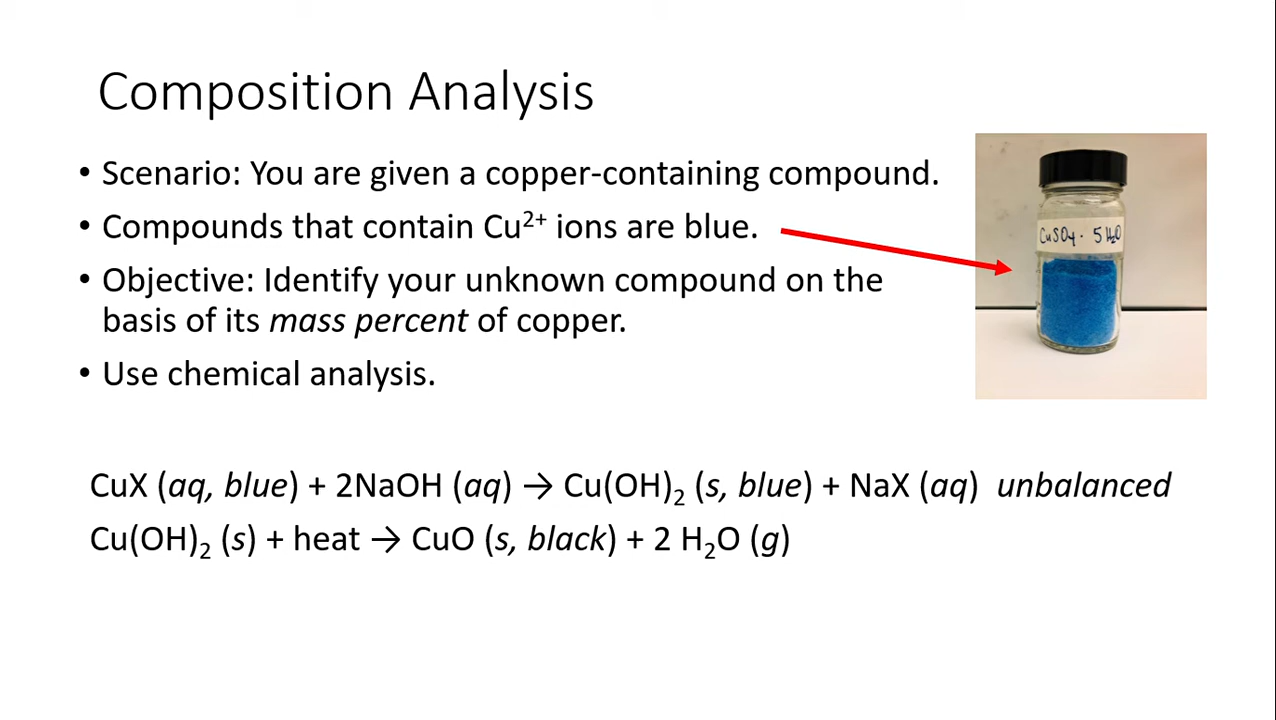 Composition Analysis
• Scenario: You are given a copper-containing compound.
• Compounds that contain Cu²⁺ ions are blue.
CuSO₄ · 5H₂O
• Objective: Identify your unknown compound on the
basis of its mass percent of copper.
• Use chemical analysis.
CuX (aq, blue) + 2NaOH (aq) → Cu(OH)₂ (s, blue) + NaX (aq) unbalanced
Cu(OH)₂ (s) + heat → CuO (s, black) + 2 H₂O (g)